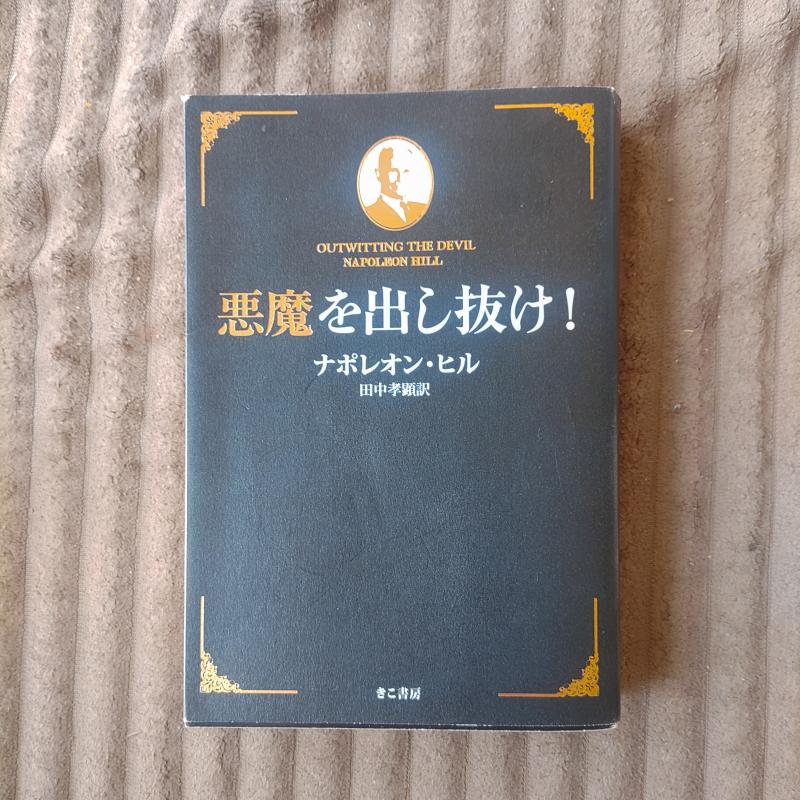 OUTWITTING THE DEVIL
NAPOLEON HILL
悪魔を出し抜け!
ナポレオン・ヒル
田中孝顕訳
きこ書房